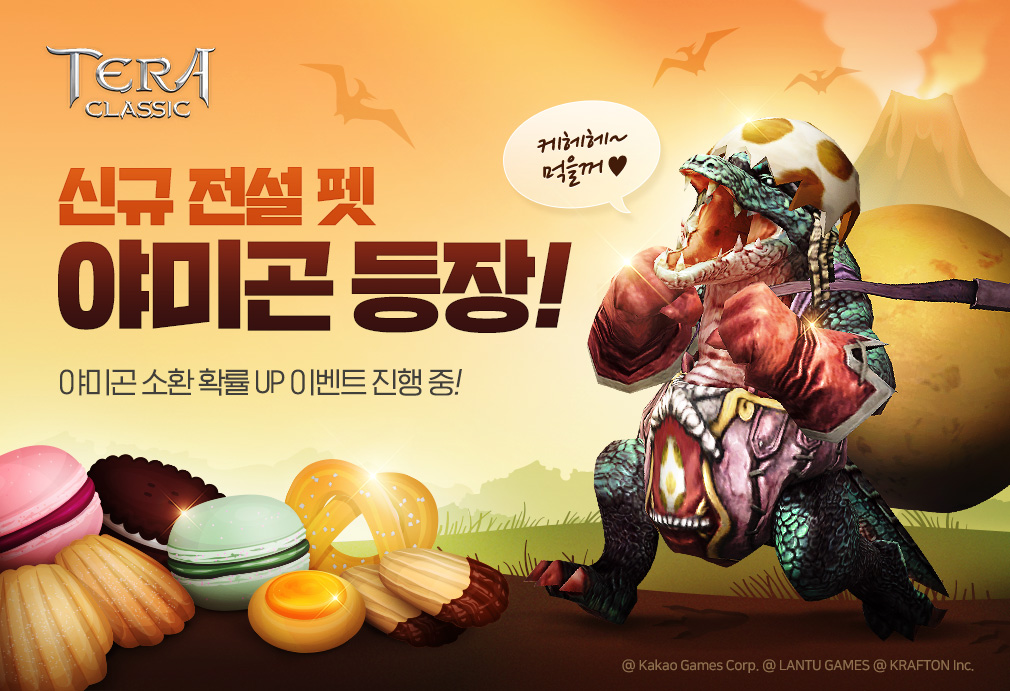 TERA
CLASSIC
신규 전설 펫
야미곤 등장!
야미곤 소환 확률 UP 이벤트 진행 중!
케헤헤~
먹을꺼 ♥
@ Kakao Games Corp. @ LANTU GAMES @ KRAFTON Inc.